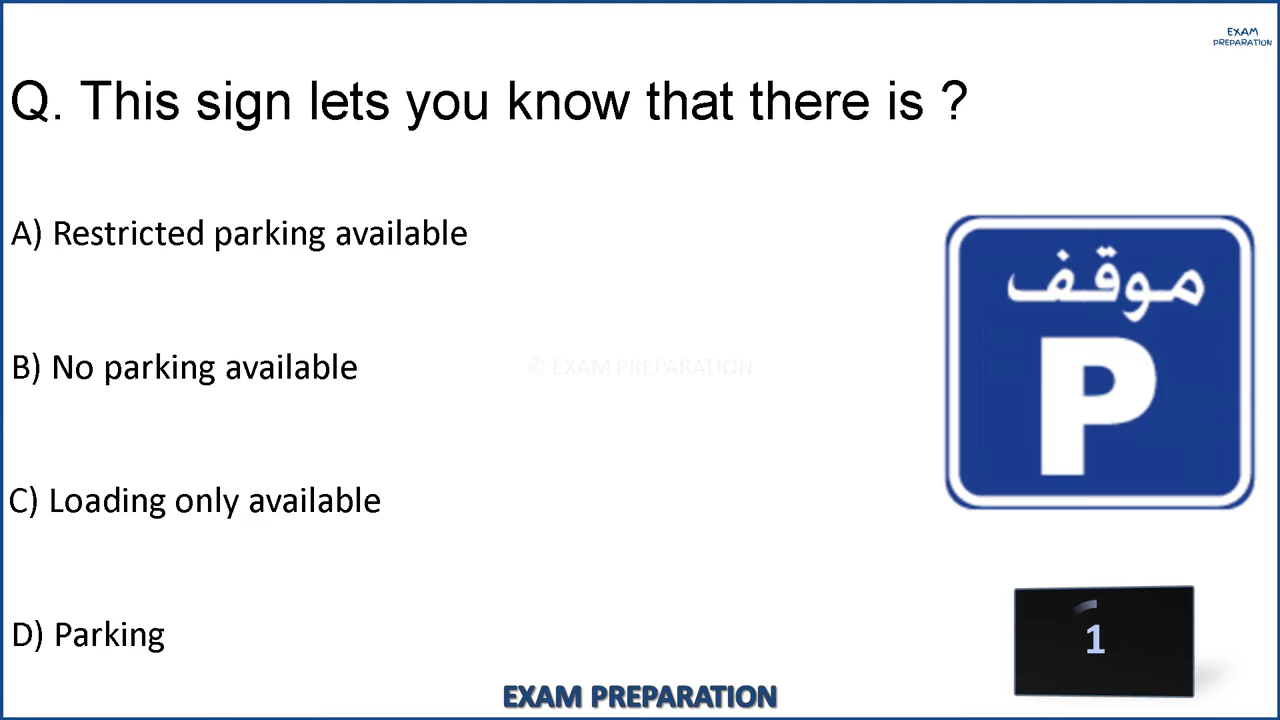 EXAM
PREPARATION
Q. This sign lets you know that there is ?
A) Restricted parking available
موقف
P
B) No parking available
© EXAM PREPARATION
C) Loading only available
D) Parking
1
EXAM PREPARATION